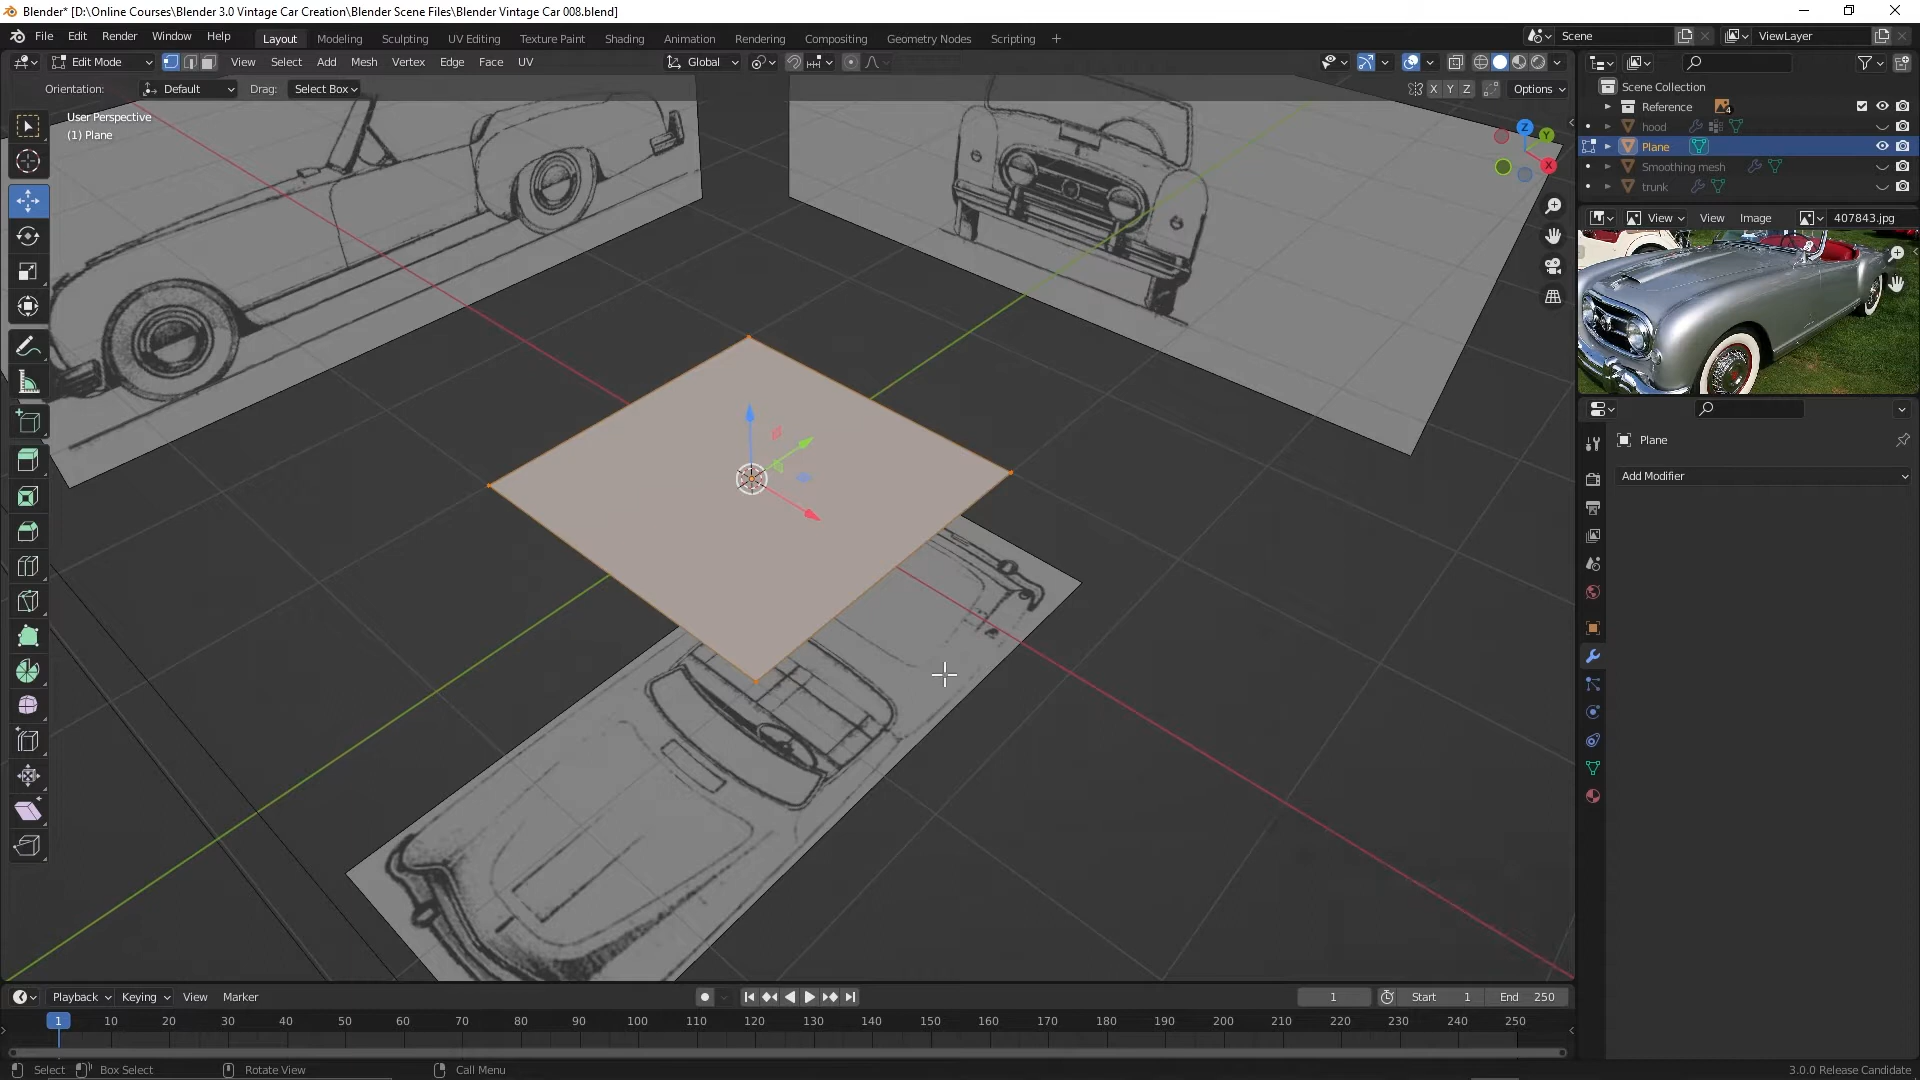 Blender* [D:\Online Courses\Blender 3.0 Vintage Car Creation\Blender Scene Files\Blender Vintage Car 008.blend]
File Edit Render Window Help Layout Modeling Sculpting UV Editing Texture Paint Shading Animation Rendering Compositing Geometry Nodes Scripting + Scene ViewLayer
Edit Mode View Select Add Mesh Vertex Edge Face UV Global
Orientation: Default Drag: Select Box X Y Z Options
User Perspective
(1) Plane
Z
Y
X
Scene Collection
Reference 4
hood
Plane
Smoothing mesh
trunk
View View Image 407843.jpg
Plane
Add Modifier
Playback Keying View Marker 1 Start 1 End 250
1 10 20 30 40 50 60 70 80 90 100 110 120 130 140 150 160 170 180 190 200 210 220 230 240 250
Select Box Select Rotate View Call Menu 3.0.0 Release Candidate